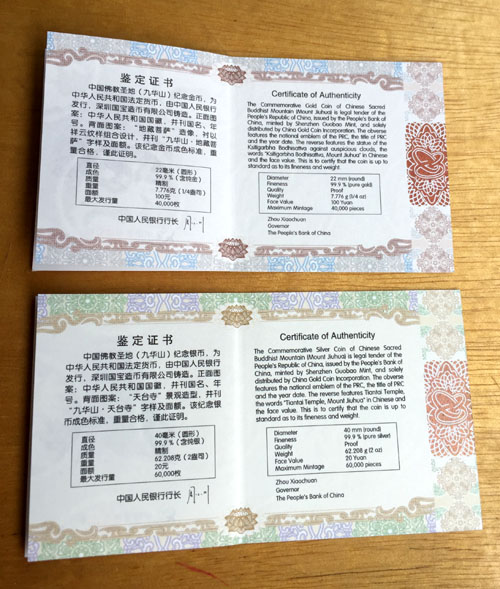 鉴定证书
中国佛教圣地（九华山）纪念金币，为
中华人民共和国法定货币，由中国人民银行
发行，深圳国宝造币有限公司铸造。正面图
案：中华人民共和国国徽，并刊国名、年
号。背面图案：“地藏菩萨”造像，衬以
祥云纹样组合设计，并刊“九华山·地藏菩
萨”字样及面额。该纪念金币成色标准，重
量合格，谨此证明。
直径 22毫米（圆形）
成色 99.9％（含纯金）
质量 精制
重量 7.776克（1/4盎司）
面额 100元
最大发行量 40,000枚
中国人民银行行长
Certificate of Authenticity
The Commemorative Gold Coin of Chinese Sacred
Buddhist Mountain (Mount Jiuhua) is legal tender of the
People's Republic of China, issued by the People's Bank of
China, minted by Shenzhen Guobao Mint, and solely
distributed by China Gold Coin Incorporation. The obverse
features the national emblem of the PRC, the title of PRC
and the year date. The reverse features the statue of the
Ksitigarbha Bodhisattva against auspicious clouds, the
words "Ksitigarbha Bodhisattva, Mount Jiuhua" in Chinese
and the face value. This is to certify that the coin is up to
standard as to its fineness and weight.
Diameter 22 mm (round)
Fineness 99.9 % (pure gold)
Quality Proof
Weight 7.776 g (1/4 oz)
Face Value 100 Yuan
Maximum Mintage 40,000 pieces
Zhou Xiaochuan
Governor
The People's Bank of China
鉴定证书
中国佛教圣地（九华山）纪念银币，为
中华人民共和国法定货币，由中国人民银行
发行，深圳国宝造币有限公司铸造。正面图
案：中华人民共和国国徽，并刊国名、年
号。背面图案：“天台寺”景观造型，并刊
“九华山·天台寺”字样及面额。该纪念银
币成色标准，重量合格，谨此证明。
直径 40毫米（圆形）
成色 99.9％（含纯银）
质量 精制
重量 62.208克（2盎司）
面额 20元
最大发行量 60,000枚
中国人民银行行长
Certificate of Authenticity
The Commemorative Silver Coin of Chinese Sacred
Buddhist Mountain (Mount Jiuhua) is legal tender of the
People's Republic of China, issued by the People's Bank of
China, minted by Shenzhen Guobao Mint, and solely
distributed by China Gold Coin Incorporation. The obverse
features the national emblem of the PRC, the title of PRC
and the year date. The reverse features Tiantai Temple,
the words "Tiantai Temple, Mount Jiuhua" in Chinese and
the face value. This is to certify that the coin is up to
standard as to its fineness and weight.
Diameter 40 mm (round)
Fineness 99.9 % (pure silver)
Quality Proof
Weight 62.208 g (2 oz)
Face Value 20 Yuan
Maximum Mintage 60,000 pieces
Zhou Xiaochuan
Governor
The People's Bank of China